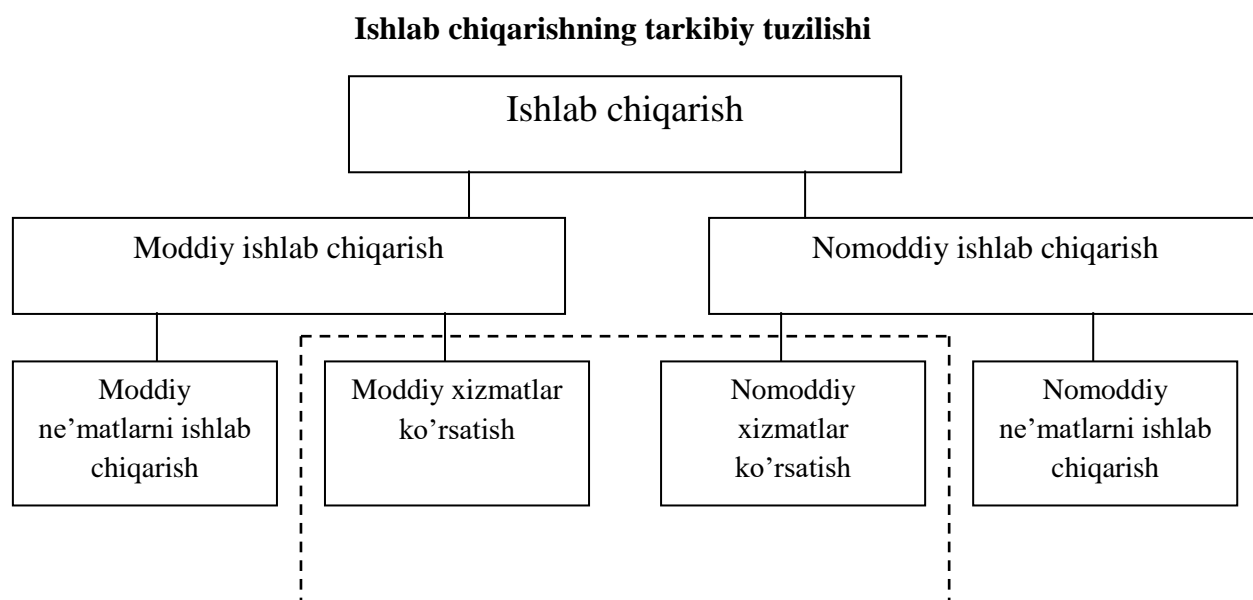 Ishlab chiqarishning tarkibiy tuzilishi
Ishlab chiqarish
Moddiy ishlab chiqarish
Nomoddiy ishlab chiqarish
Moddiy
ne’matlarni ishlab
chiqarish
Moddiy xizmatlar
ko’rsatish
Nomoddiy
xizmatlar
ko’rsatish
Nomoddiy
ne’matlarni ishlab
chiqarish